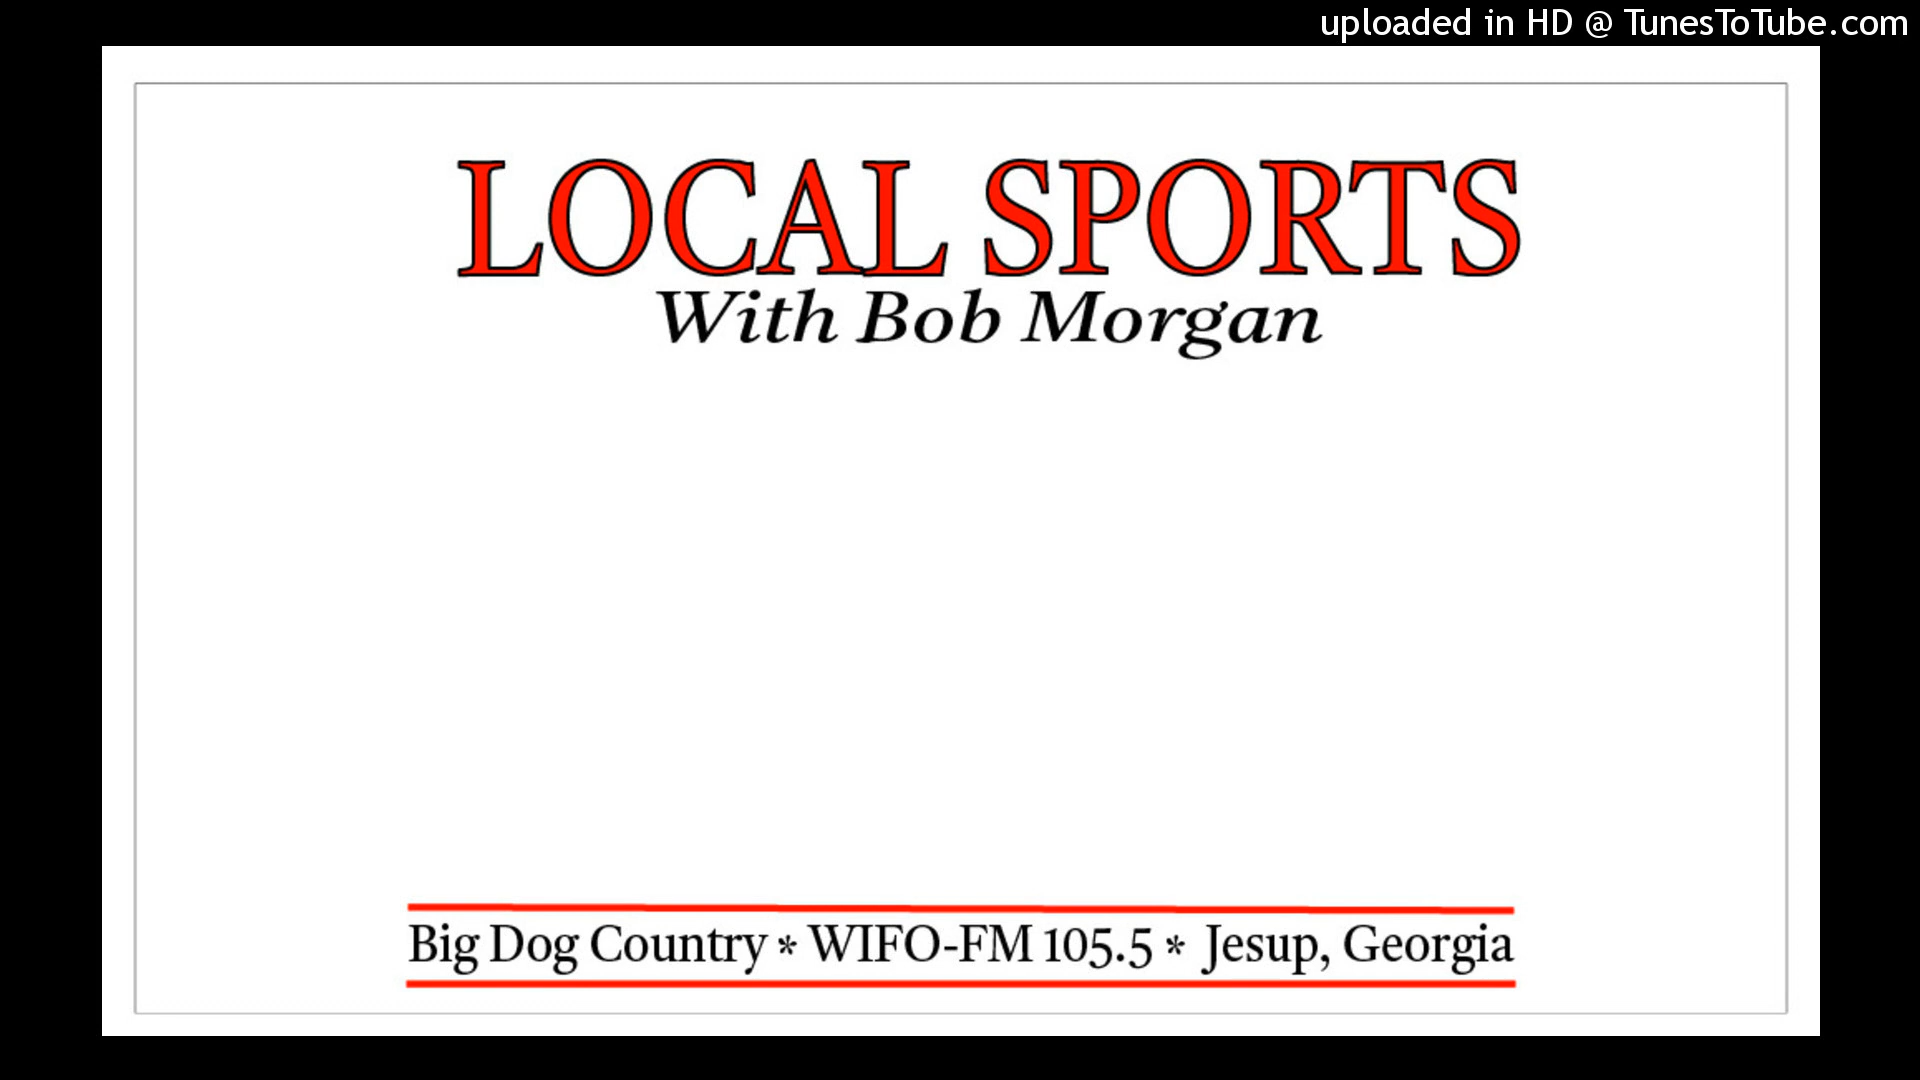 uploaded in HD @ TunesToTube.com
LOCAL SPORTS
With Bob Morgan
Big Dog Country * WIFO-FM 105.5 * Jesup, Georgia